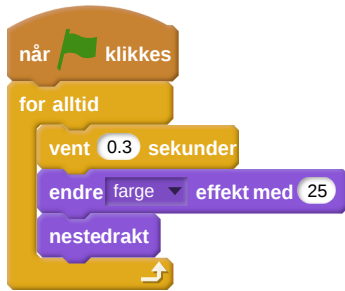 når klikkes
for alltid
vent 0.3 sekunder
endre farge effekt med 25
nestedrakt